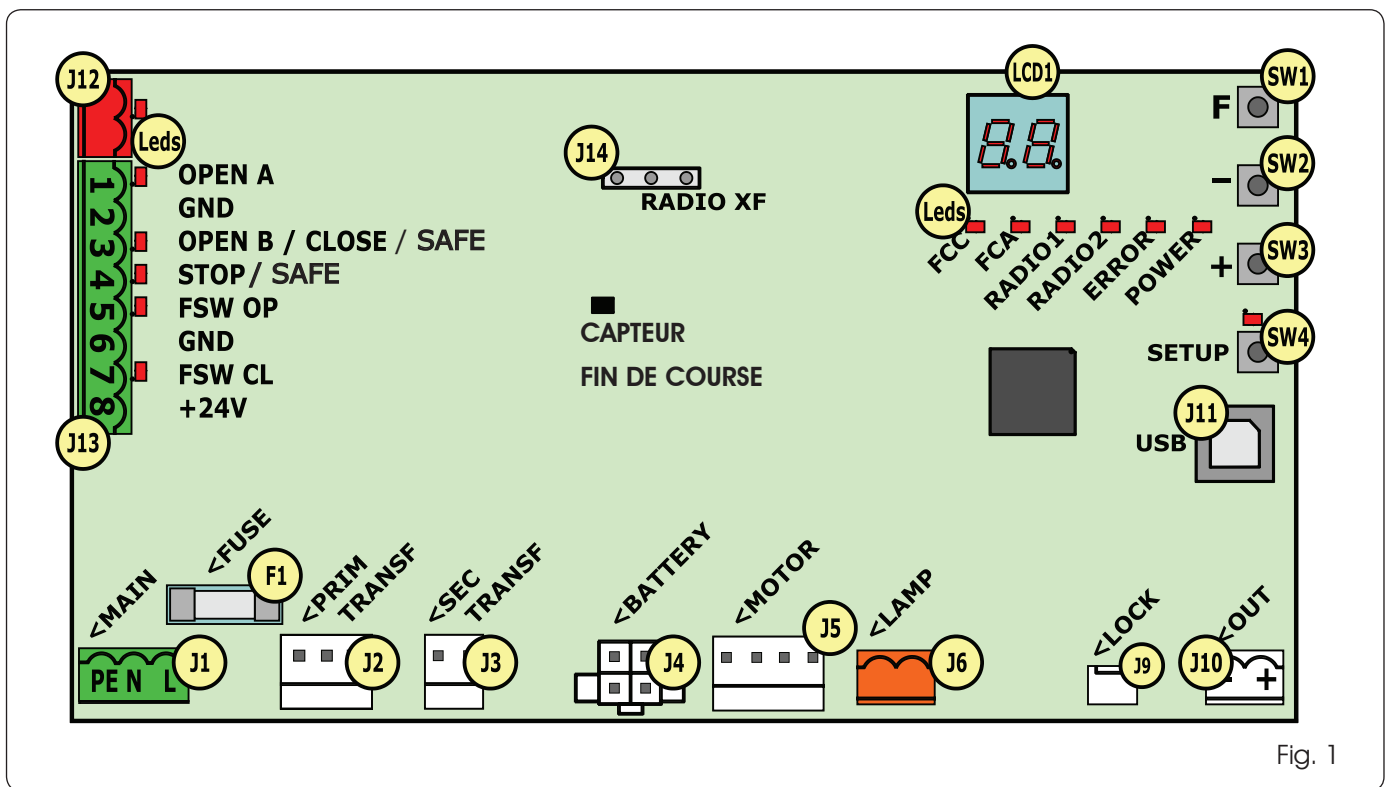 J12
Leds
1 OPEN A
2 GND
3 OPEN B / CLOSE / SAFE
4 STOP / SAFE
5 FSW OP
6 GND
7 FSW CL
8 +24V
J13
J14
RADIO XF
CAPTEUR
FIN DE COURSE
LCD1
8.8.
Leds
FCC
FCA
RADIO1
RADIO2
ERROR
POWER
SW1
F
SW2
-
SW3
+
SW4
SETUP
J11
USB
<MAIN
PE N L
J1
<FUSE
F1
<PRIM
TRANSF
J2
<SEC
TRANSF
J3
<BATTERY
J4
<MOTOR
J5
<LAMP
J6
<LOCK
J9
<OUT
J10
- +
Fig. 1